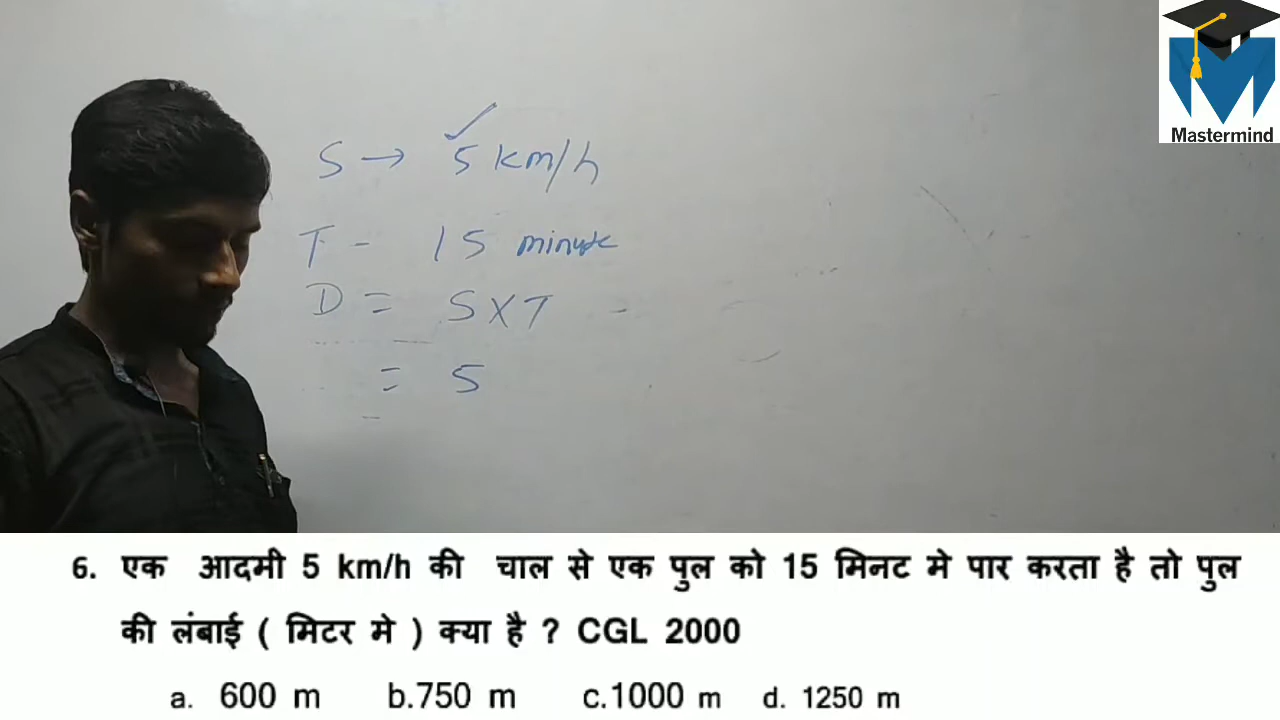 Mastermind
S → 5 km/h
T - 15 minute
D = S X T
= 5
6. एक आदमी 5 km/h की चाल से एक पुल को 15 मिनट मे पार करता है तो पुल
की लंबाई ( मिटर मे ) क्या है ? CGL 2000
a. 600 m b.750 m c.1000 m d. 1250 m